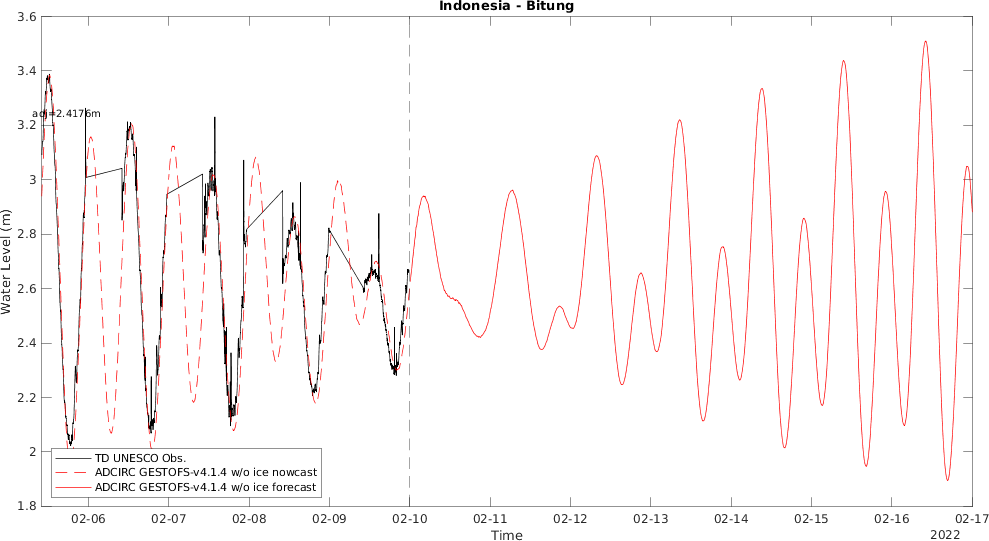 Indonesia - Bitung
3.6
3.4
adj=2.4176m
3.2
3
2.8
2.6
2.4
2.2
2
1.8
Water Level (m)
TD UNESCO Obs.
ADCIRC GESTOFS-v4.1.4 w/o ice nowcast
ADCIRC GESTOFS-v4.1.4 w/o ice forecast
02-06 02-07 02-08 02-09 02-10 02-11 02-12 02-13 02-14 02-15 02-16 02-17
Time
2022